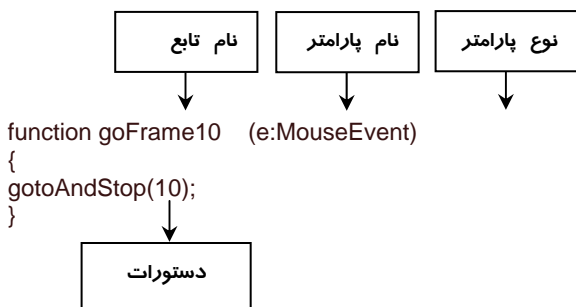 نوع پارامتر
نام پارامتر
نام تابع
function goFrame10 (e:MouseEvent)
{
gotoAndStop(10);
}
دستورات